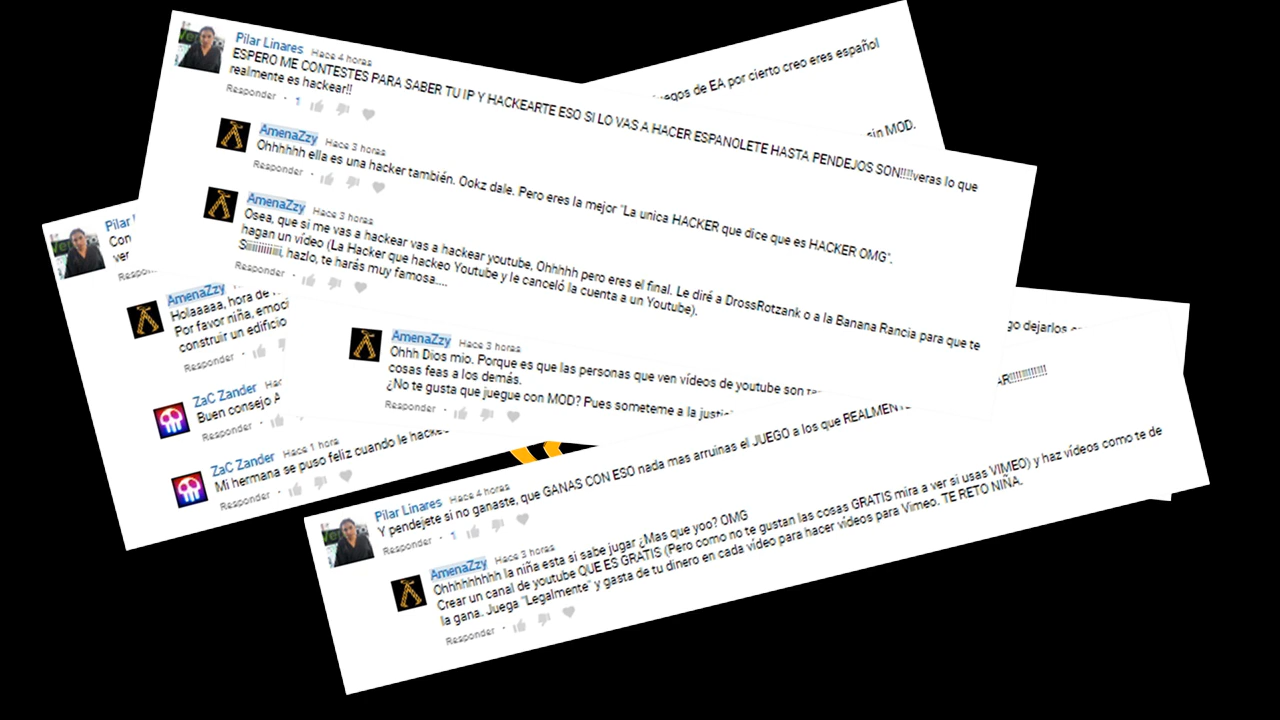 Pilar Linares Hace 4 horas
ESPERO ME CONTESTES PARA SABER TU IP Y HACKEARTE ESO SI LO VAS A HACER ESPANOLETE HASTA PENDEJOS SON!!!!veras lo que
realmente es hackear!!
Responder · 1
AmenaZzy Hace 3 horas
Ohhhhhh ella es una hacker también. Ookz dale. Pero eres la mejor "La unica HACKER que dice que es HACKER OMG".
Responder ·
AmenaZzy Hace 3 horas
Osea, que si me vas a hackear vas a hackear youtube, Ohhhhh pero eres el final. Le diré a DrossRotzank o a la Banana Rancia para que te
hagan un vídeo (La Hacker que hackeo Youtube y le canceló la cuenta a un Youtube).
Siiiiiiiiiiiii, hazlo, te harás muy famosa....
Responder ·
uegos de EA por cierto creo eres español
sin MOD.
Pilar
Con
ver
AmenaZzy
Holaaaaa, hora de
Por favor niña, emoci
construir un edificio
Responder ·
ZaC Zander
Buen consejo A
Responder ·
ZaC Zander Hace 1 hora
Mi hermana se puso feliz cuando le hacke
Responder ·
AmenaZzy Hace 3 horas
Ohhh Dios mio. Porque es que las personas que ven vídeos de youtube son
cosas feas a los demás.
¿No te gusta que juegue con MOD? Pues someteme a la justic
Responder ·
go dejarlos
AR!!!!!!!!!!!!!
Pilar Linares Hace 4 horas
Y pendejete si no ganaste, que GANAS CON ESO nada mas arruinas el JUEGO a los que REALMENTE
Responder · 1
AmenaZzy Hace 3 horas
Ohhhhhhhhh la niña esta si sabe jugar ¿Mas que yoo? OMG
Crear un canal de youtube QUE ES GRATIS (Pero como no te gustan las cosas GRATIS mira a ver si usas VIMEO) y haz vídeos como te de
la gana. Juega "Legalmente" y gasta de tu dinero en cada vídeo para hacer vídeos para Vimeo. TE RETO NIÑA.
Responder ·